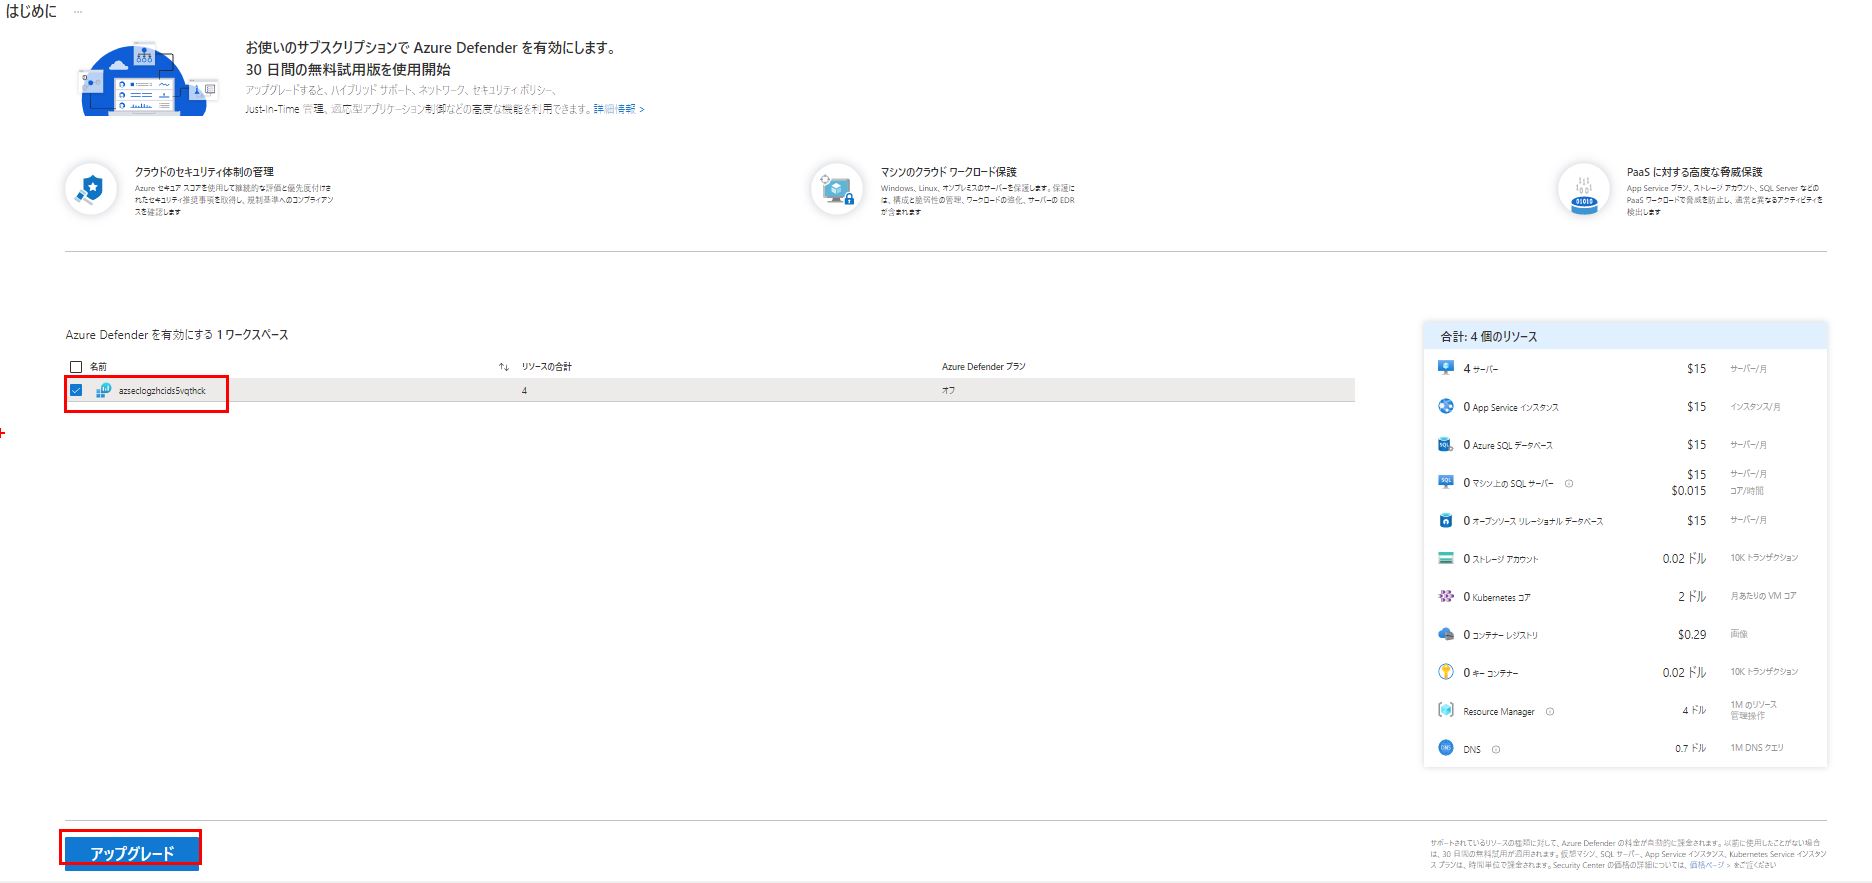 はじめに ...
お使いのサブスクリプションで Azure Defender を有効にします。
30 日間の無料試用版を使用開始
アップグレードすると、ハイブリッド サポート、ネットワーク、セキュリティ ポリシー、
Just-In-Time 管理、適応型アプリケーション制御などの高度な機能を利用できます。詳細情報 >
クラウドのセキュリティ体制の管理
Azure セキュア スコアを使用して継続的な評価と優先度付けさ
れたセキュリティ推奨事項を取得し、規制基準へのコンプライアン
スを確認します
マシンのクラウド ワークロード保護
Windows、Linux、オンプレミスのサーバーを保護します。保護に
は、構成と脆弱性の管理、ワークロードの強化、サーバーの EDR
が含まれます
PaaS に対する高度な脅威保護
App Service プラン、ストレージ アカウント、SQL Server などの
PaaS ワークロードで脅威を防止し、通常と異なるアクティビティを
検出します
Azure Defender を有効にする 1 ワークスペース
名前 ↑↓ リソースの合計 Azure Defender プラン
azseclogzhcids5vqthck 4 オフ
合計: 4 個のリソース
4 サーバー $15 サーバー/月
0 App Service インスタンス $15 インスタンス/月
0 Azure SQL データベース $15 サーバー/月
0 マシン上の SQL サーバー $15 サーバー/月
$0.015 コア/時間
0 オープンソース リレーショナル データベース $15 サーバー/月
0 ストレージ アカウント 0.02 ドル 10K トランザクション
0 Kubernetes コア 2 ドル 月あたりの VM コア
0 コンテナー レジストリ $0.29 画像
0 キー コンテナー 0.02 ドル 10K トランザクション
Resource Manager 4 ドル 1M のリソース
管理操作
DNS 0.7 ドル 1M DNS クエリ
アップグレード
サポートされているリソースの種類に対して、Azure Defender の料金が自動的に課金されます。以前に使用したことがない場合
は、30 日間の無料試用が適用されます。仮想マシン、SQL サーバー、App Service インスタンス、Kubernetes Service インスタン
ス プランは、時間単位で課金されます。Security Center の価格の詳細については、価格ページ > をご覧ください